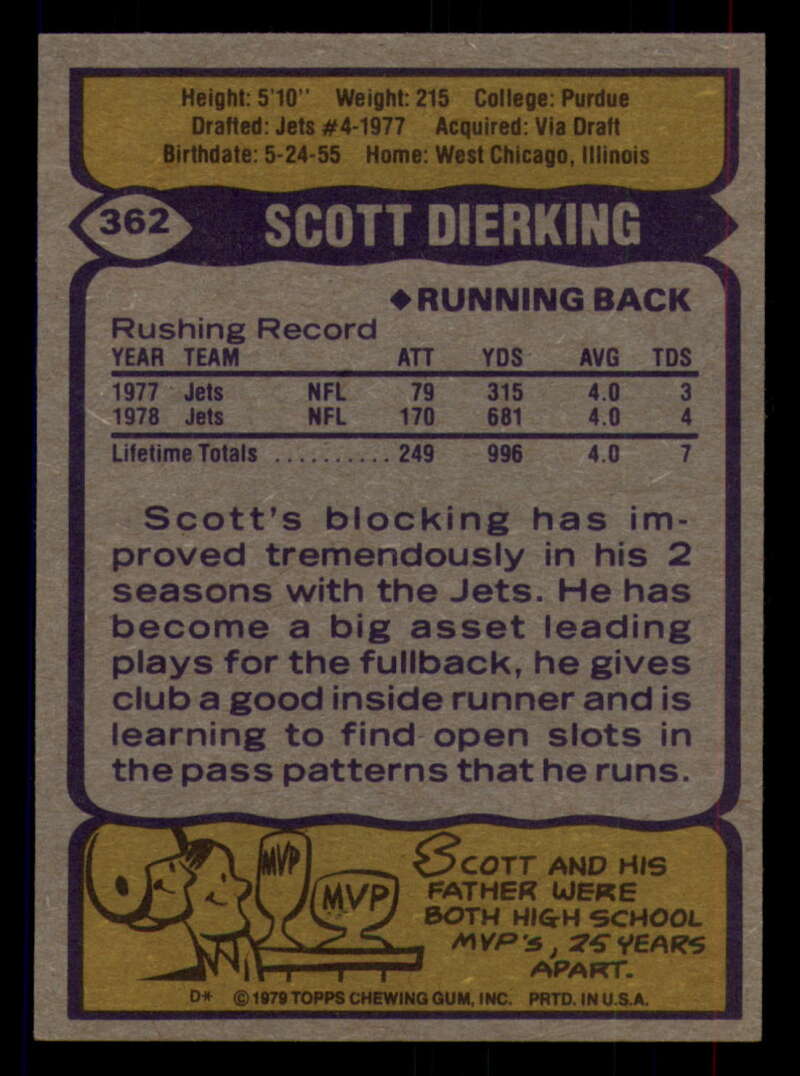 Height: 5'10" Weight: 215 College: Purdue
Drafted: Jets #4-1977 Acquired: Via Draft
Birthdate: 5-24-55 Home: West Chicago, Illinois
362 SCOTT DIERKING
◆RUNNING BACK
Rushing Record
YEAR TEAM ATT YDS AVG TDS
1977 Jets NFL 79 315 4.0 3
1978 Jets NFL 170 681 4.0 4
Lifetime Totals .......... 249 996 4.0 7
Scott's blocking has im-
proved tremendously in his 2
seasons with the Jets. He has
become a big asset leading
plays for the fullback, he gives
club a good inside runner and is
learning to find open slots in
the pass patterns that he runs.
MVP
MVP
SCOTT AND HIS
FATHER WERE
BOTH HIGH SCHOOL
MVP's, 25 YEARS
APART.
D* ©1979 TOPPS CHEWING GUM, INC. PRTD. IN U.S.A.